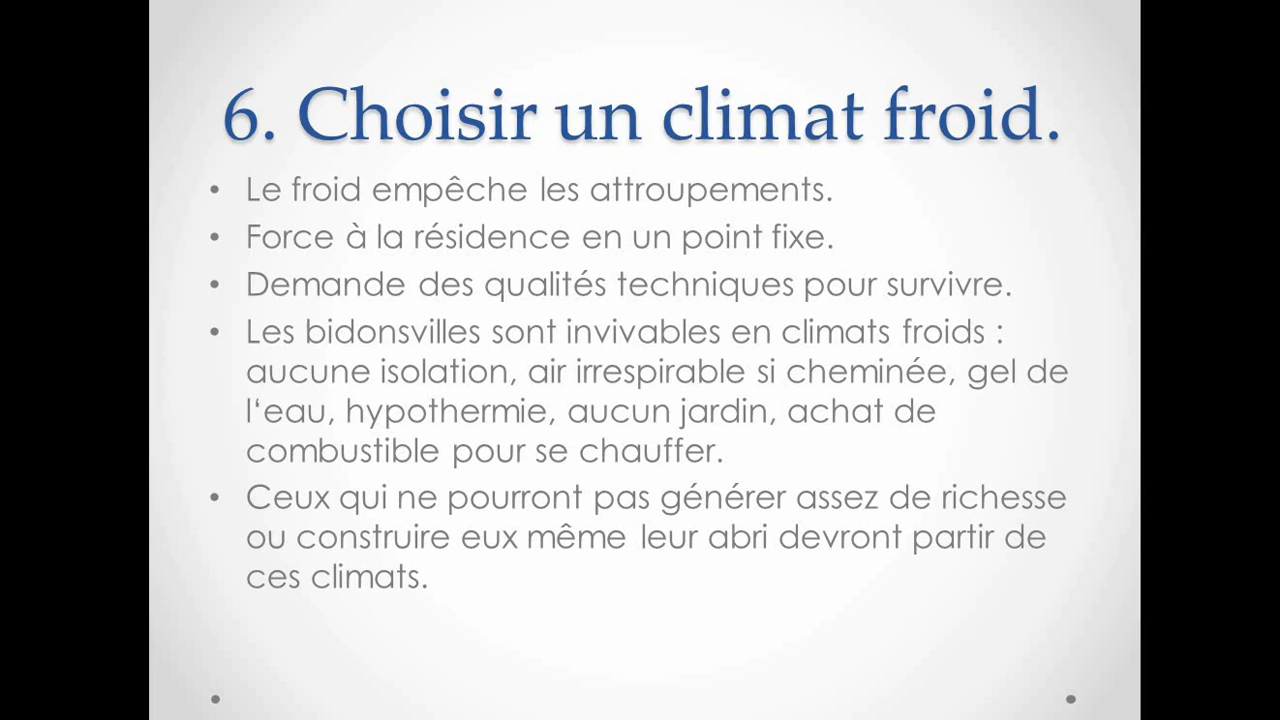 6. Choisir un climat froid.
• Le froid empêche les attroupements.
• Force à la résidence en un point fixe.
• Demande des qualités techniques pour survivre.
• Les bidonsvilles sont invivables en climats froids :
aucune isolation, air irrespirable si cheminée, gel de
l‘eau, hypothermie, aucun jardin, achat de
combustible pour se chauffer.
• Ceux qui ne pourront pas générer assez de richesse
ou construire eux même leur abri devront partir de
ces climats.